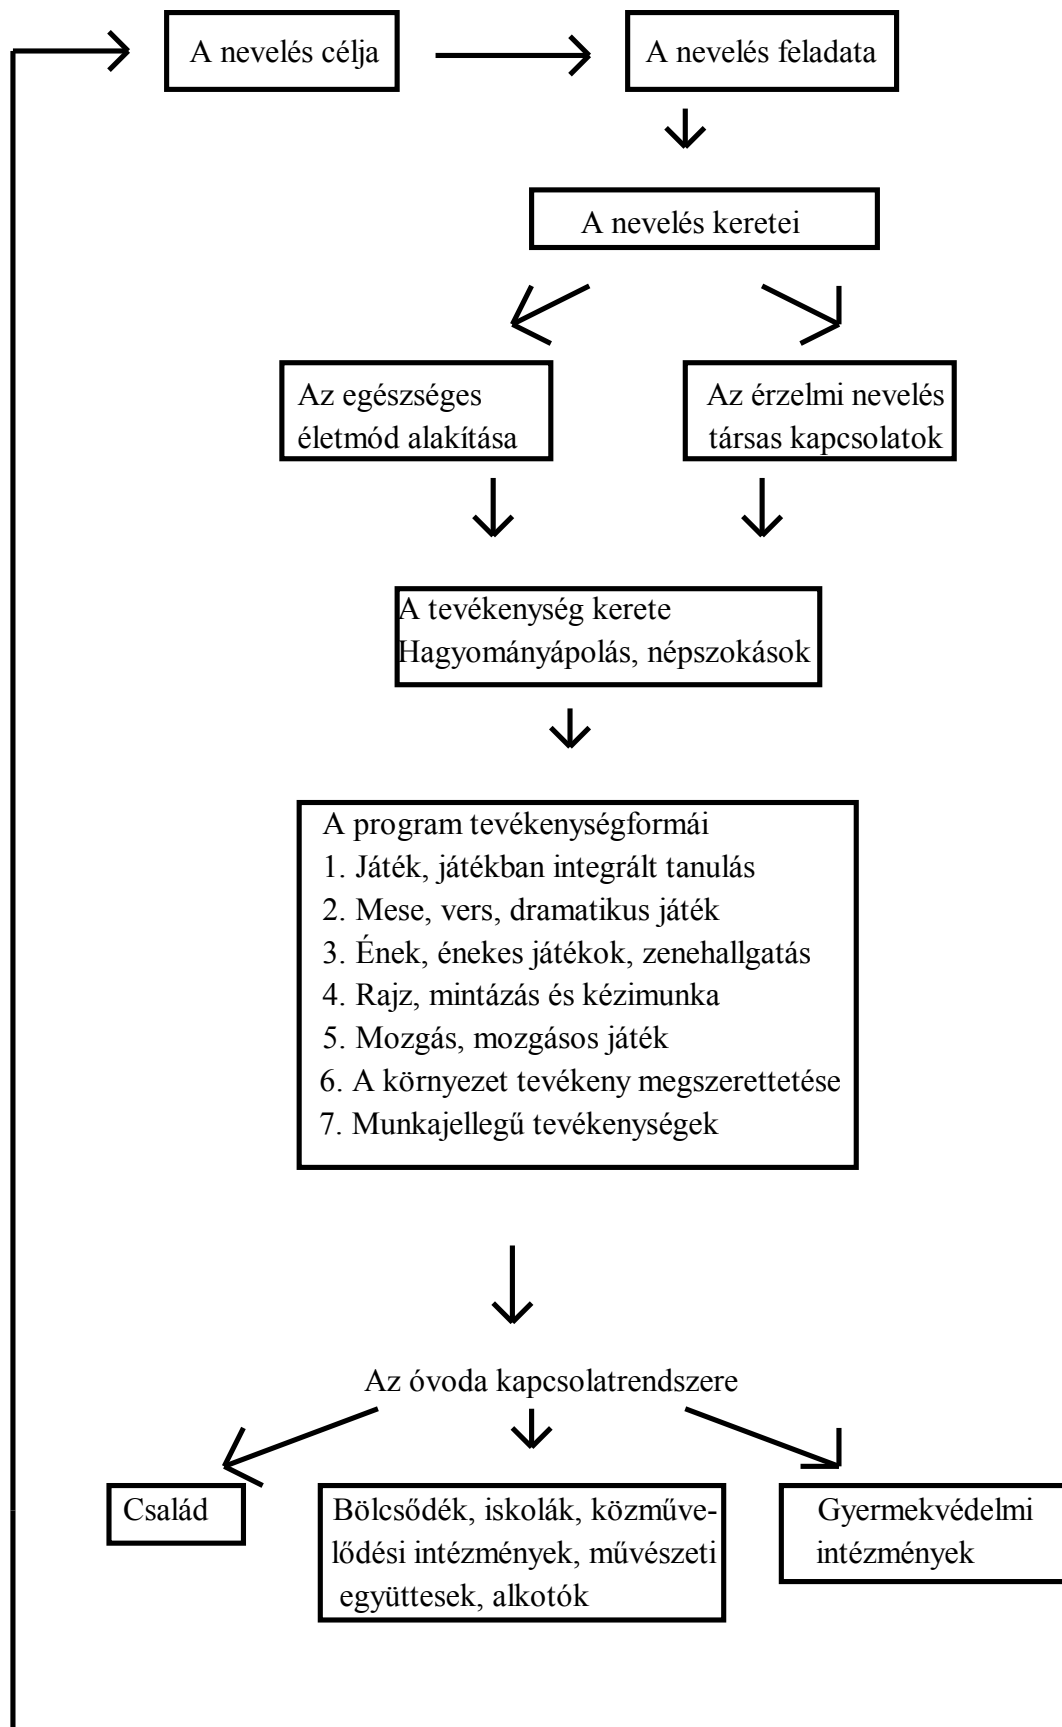 A nevelés célja
A nevelés feladata
A nevelés keretei
Az egészséges
életmód alakítása
Az érzelmi nevelés
társas kapcsolatok
A tevékenység kerete
Hagyományápolás, népszokások
A program tevékenységformái
1. Játék, játékban integrált tanulás
2. Mese, vers, dramatikus játék
3. Ének, énekes játékok, zenehallgatás
4. Rajz, mintázás és kézimunka
5. Mozgás, mozgásos játék
6. A környezet tevékeny megszerettetése
7. Munkajellegű tevékenységek
Az óvoda kapcsolatrendszere
Család
Bölcsődék, iskolák, közműve-
lődési intézmények, művészeti
együttesek, alkotók
Gyermekvédelmi
intézmények